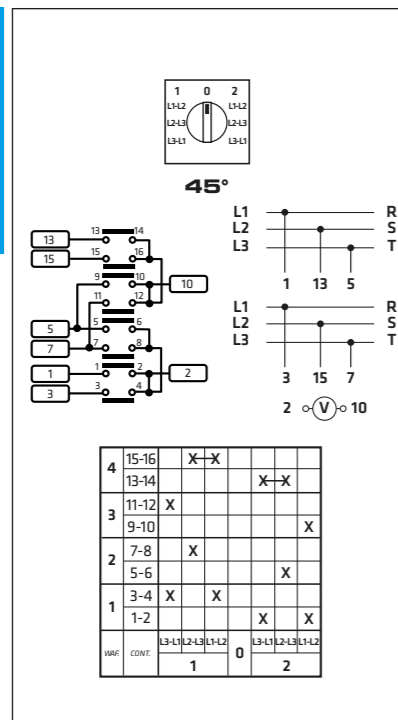 1 0 2
L1-L2 L1-L2
L2-L3 L2-L3
L3-L1 L3-L1
45°
13 14
13
15 16
15
9 10
10
11 12
5 6
5
7 8
7
1 2
1 2
3 4
3
L1 R
L2 S
L3 T
1 13 5
L1 R
L2 S
L3 T
3 15 7
2 V 10
4 15-16 X X
13-14 X X
3 11-12 X
9-10 X
2 7-8 X
5-6 X
1 3-4 X X
1-2 X X
WAF. CONT. L3-L1 L2-L3 L1-L2 0 L3-L1 L2-L3 L1-L2
1 2